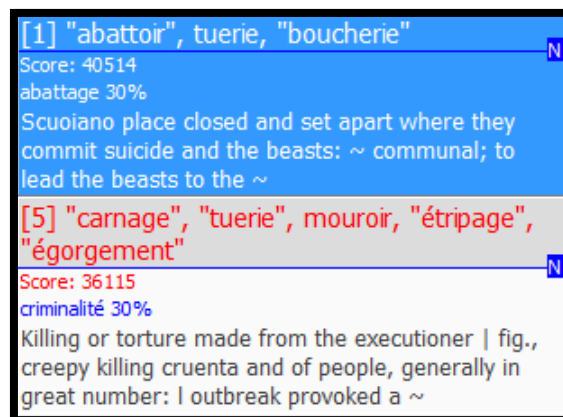 [1] "abattoir", tuerie, "boucherie"
N
Score: 40514
abattage 30%
Scuoiano place closed and set apart where they
commit suicide and the beasts: ~ communal; to
lead the beasts to the ~
[5] "carnage", "tuerie", mouroir, "étripage",
"égorgement"
N
Score: 36115
criminalité 30%
Killing or torture made from the executioner | fig.,
creepy killing cruenta and of people, generally in
great number: l outbreak provoked a ~